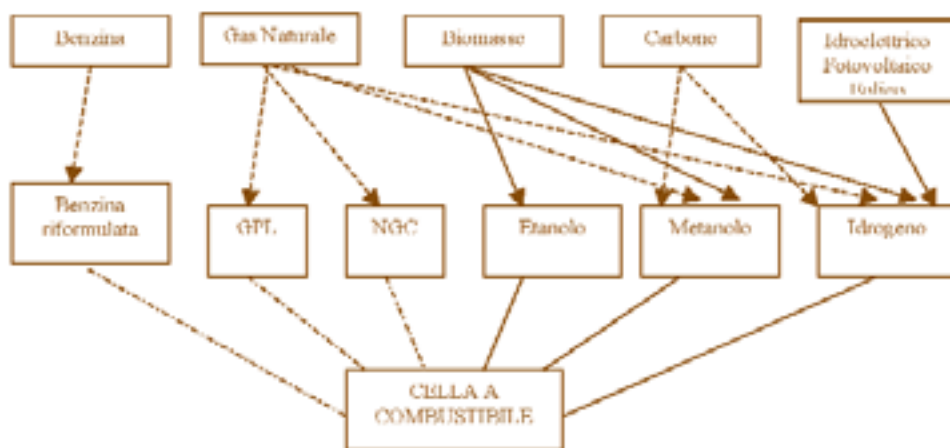 Benzina
Gas Naturale
Biomasse
Carbone
Idroelettrico
Fotovoltaico
Benzina
riformulata
GPL
NGC
Etanolo
Metanolo
Idrogeno
CELLA A
COMBUSTIBILE